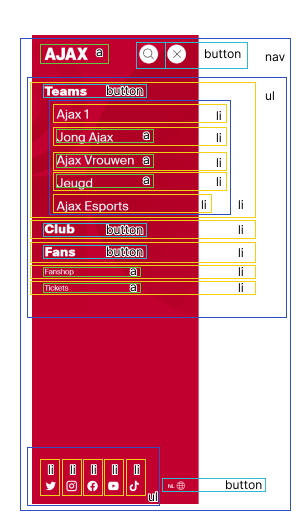 AJAX a button nav
Teams button ul
Ajax 1 li
Jong Ajax a li
Ajax Vrouwen a li
Jeugd a li
Ajax Esports li li
Club button li
Fans button li
Fanshop a li
Tickets a li
li li li li li
ul NL button